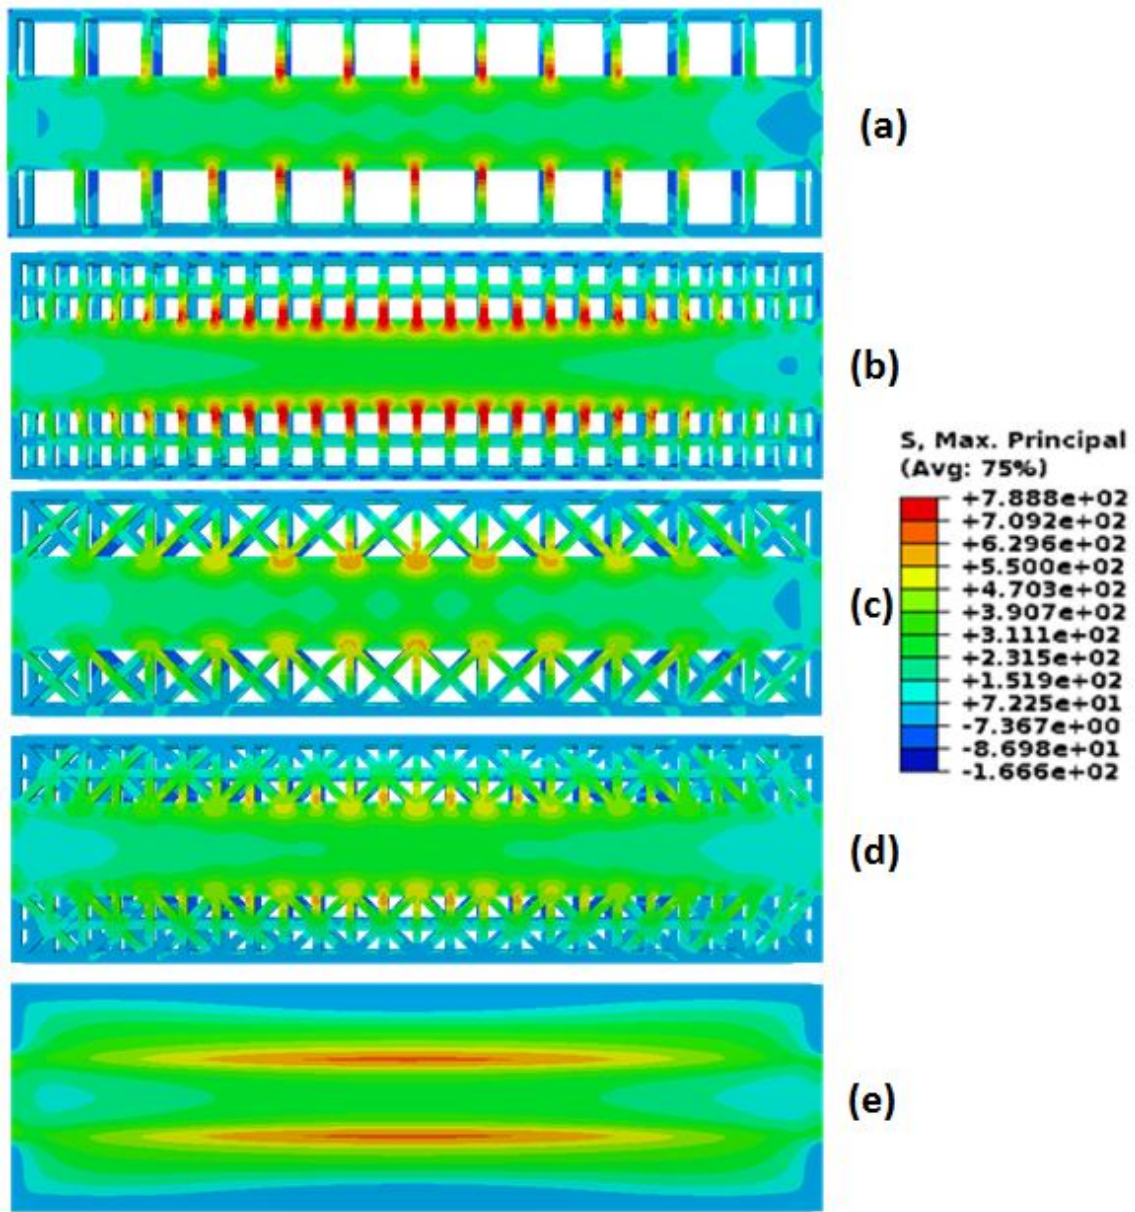 (a)
(b)
S, Max. Principal
(Avg: 75%)
+7.888e+02
+7.092e+02
+6.296e+02
+5.500e+02
+4.703e+02
+3.907e+02
+3.111e+02
+2.315e+02
+1.519e+02
+7.225e+01
-7.367e+00
-8.698e+01
-1.666e+02
(c)
(d)
(e)